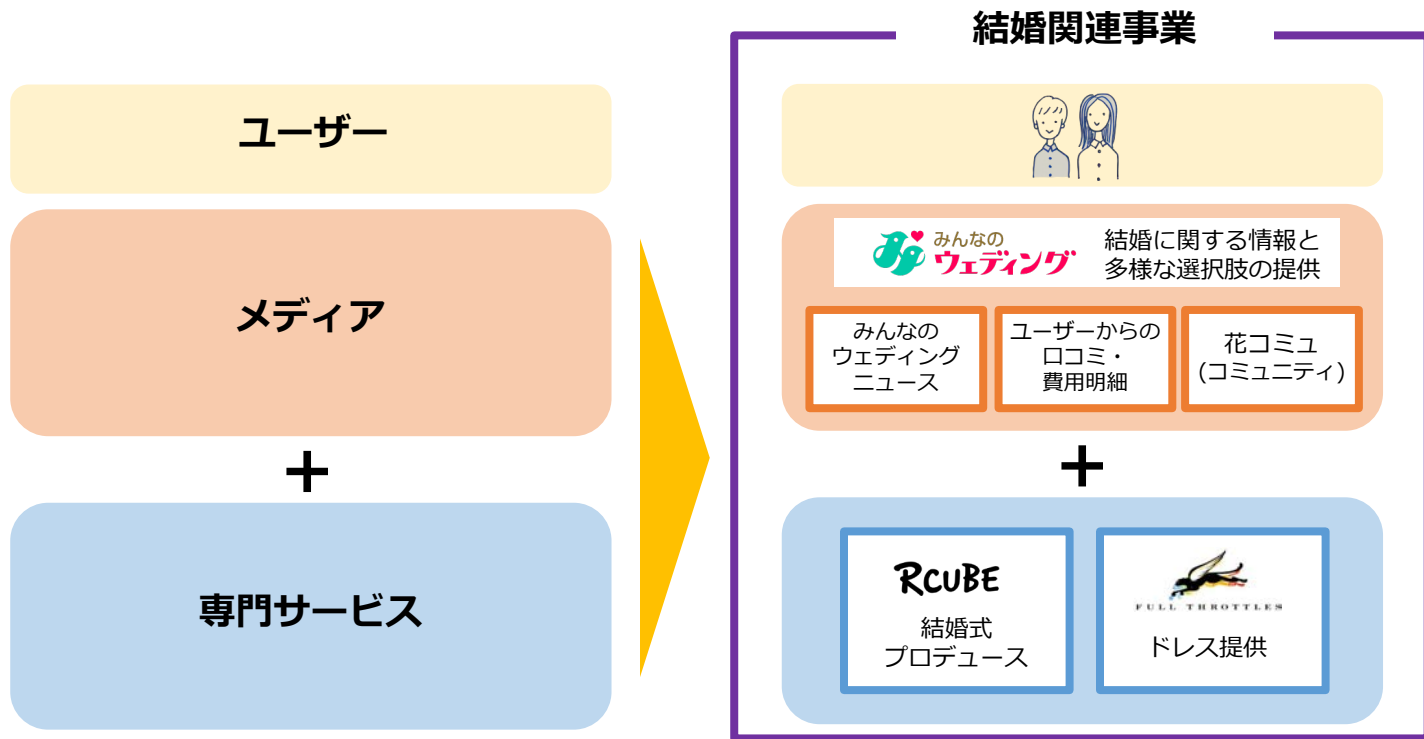 結婚関連事業
ユーザー
メディア
+
専門サービス
みんなの
ウェディング
結婚に関する情報と
多様な選択肢の提供
みんなの
ウェディング
ニュース
ユーザーからの
口コミ・
費用明細
花コミュ
(コミュニティ)
+
RCUBE
結婚式
プロデュース
FULL THROTTLES
ドレス提供